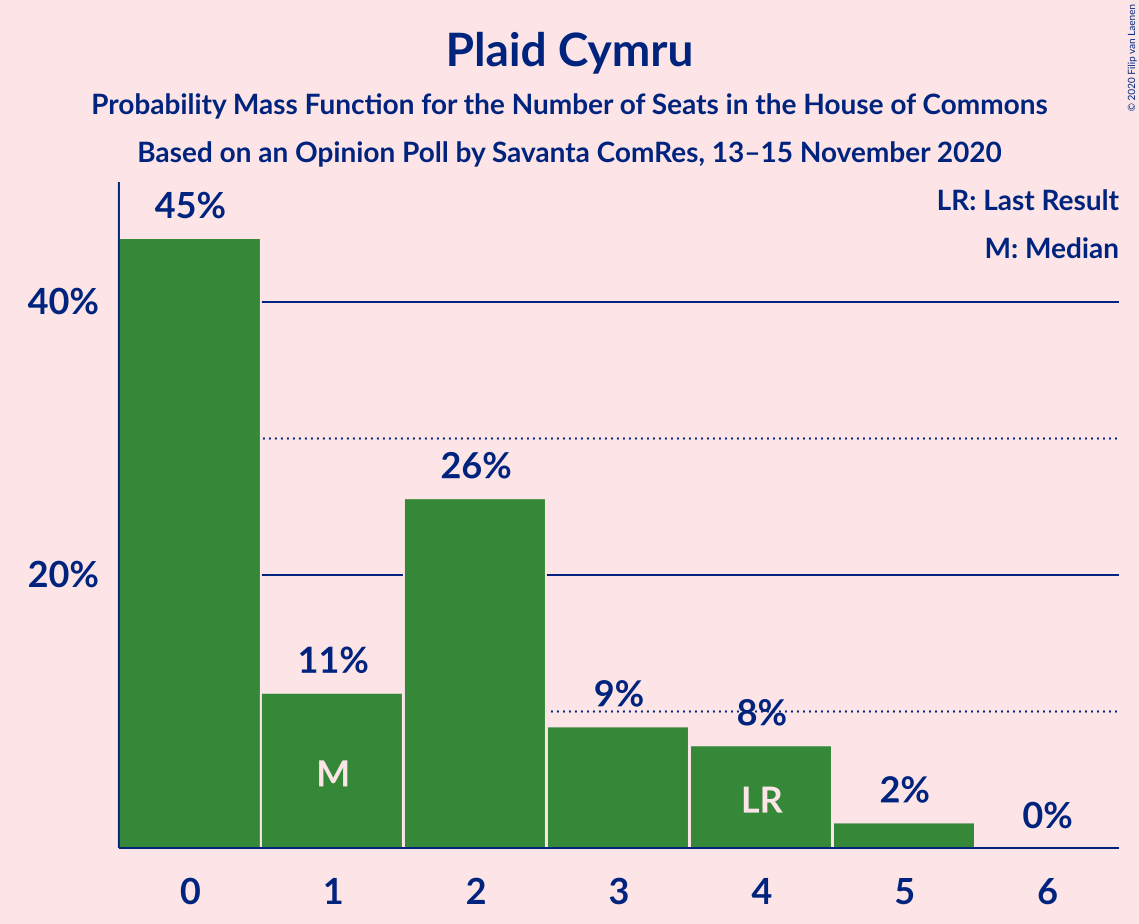 Plaid Cymru
Probability Mass Function for the Number of Seats in the House of Commons
Based on an Opinion Poll by Savanta ComRes, 13–15 November 2020
© 2020 Filip van Laenen
LR: Last Result
M: Median
45%
40%
26%
20%
11%
9%
8%
M
LR
2%
0%
0 1 2 3 4 5 6